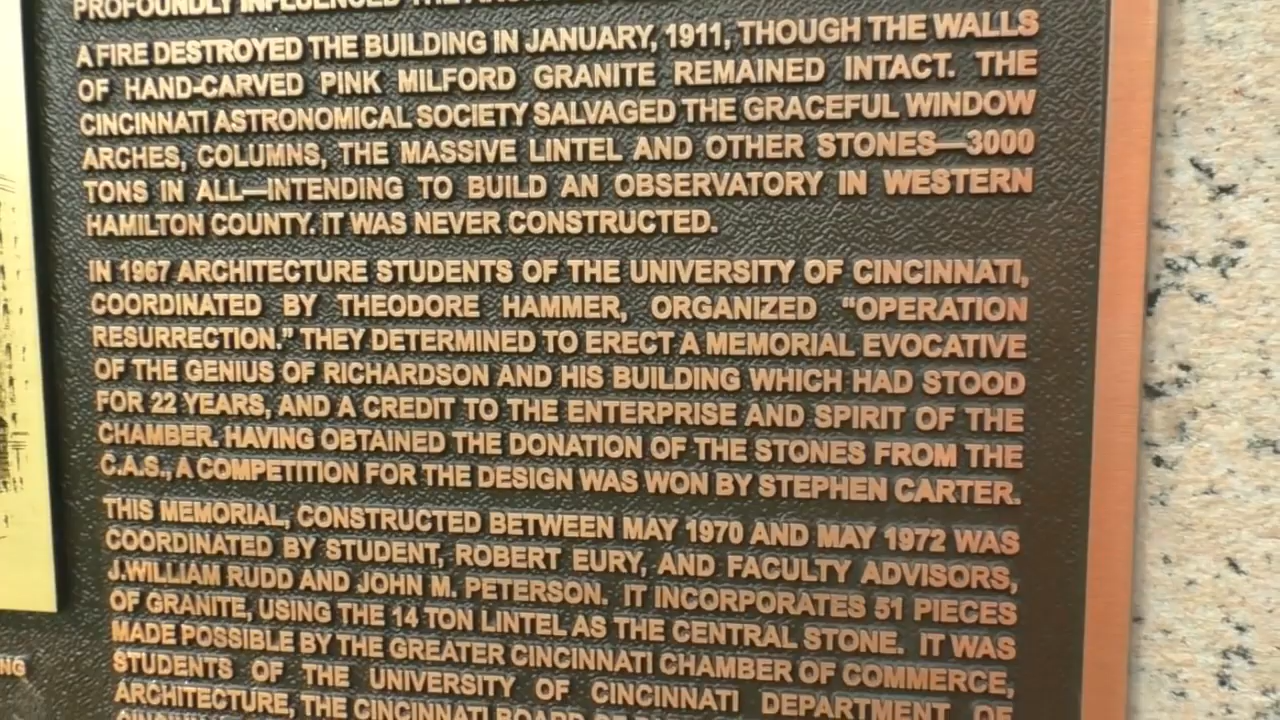 PROFOUNDLY INFLUENCED THE
A FIRE DESTROYED THE BUILDING IN JANUARY, 1911, THOUGH THE WALLS
OF HAND-CARVED PINK MILFORD GRANITE REMAINED INTACT. THE
CINCINNATI ASTRONOMICAL SOCIETY SALVAGED THE GRACEFUL WINDOW
ARCHES, COLUMNS, THE MASSIVE LINTEL AND OTHER STONES—3000
TONS IN ALL—INTENDING TO BUILD AN OBSERVATORY IN WESTERN
HAMILTON COUNTY. IT WAS NEVER CONSTRUCTED.
IN 1967 ARCHITECTURE STUDENTS OF THE UNIVERSITY OF CINCINNATI,
COORDINATED BY THEODORE HAMMER, ORGANIZED “OPERATION
RESURRECTION.” THEY DETERMINED TO ERECT A MEMORIAL EVOCATIVE
OF THE GENIUS OF RICHARDSON AND HIS BUILDING WHICH HAD STOOD
FOR 22 YEARS, AND A CREDIT TO THE ENTERPRISE AND SPIRIT OF THE
CHAMBER. HAVING OBTAINED THE DONATION OF THE STONES FROM THE
C.A.S., A COMPETITION FOR THE DESIGN WAS WON BY STEPHEN CARTER.
THIS MEMORIAL, CONSTRUCTED BETWEEN MAY 1970 AND MAY 1972 WAS
COORDINATED BY STUDENT, ROBERT EURY, AND FACULTY ADVISORS,
J.WILLIAM RUDD AND JOHN M. PETERSON. IT INCORPORATES 51 PIECES
OF GRANITE, USING THE 14 TON LINTEL AS THE CENTRAL STONE. IT WAS
MADE POSSIBLE BY THE GREATER CINCINNATI CHAMBER OF COMMERCE,
STUDENTS OF THE UNIVERSITY OF CINCINNATI DEPARTMENT OF
ARCHITECTURE, THE CINCINNATI BOARD OF
NG